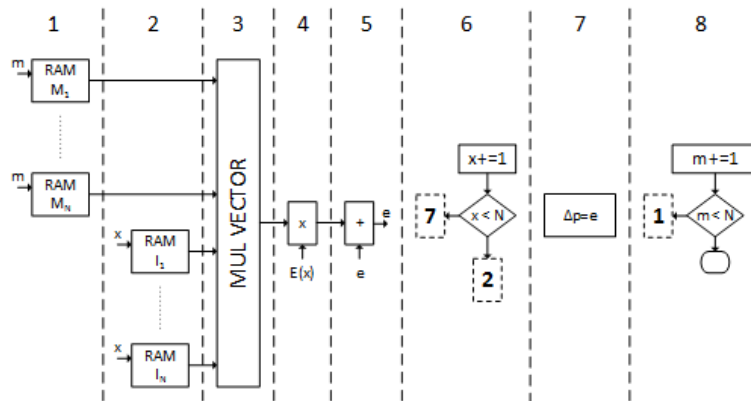 1 2 3 4 5 6 7 8
m
RAM
M1
m
RAM
MN
x
RAM
I1
x
RAM
IN
MUL VECTOR
x
E(x)
+
e
e
x+=1
x < N
7
2
Δp=e
m+=1
m < N
1